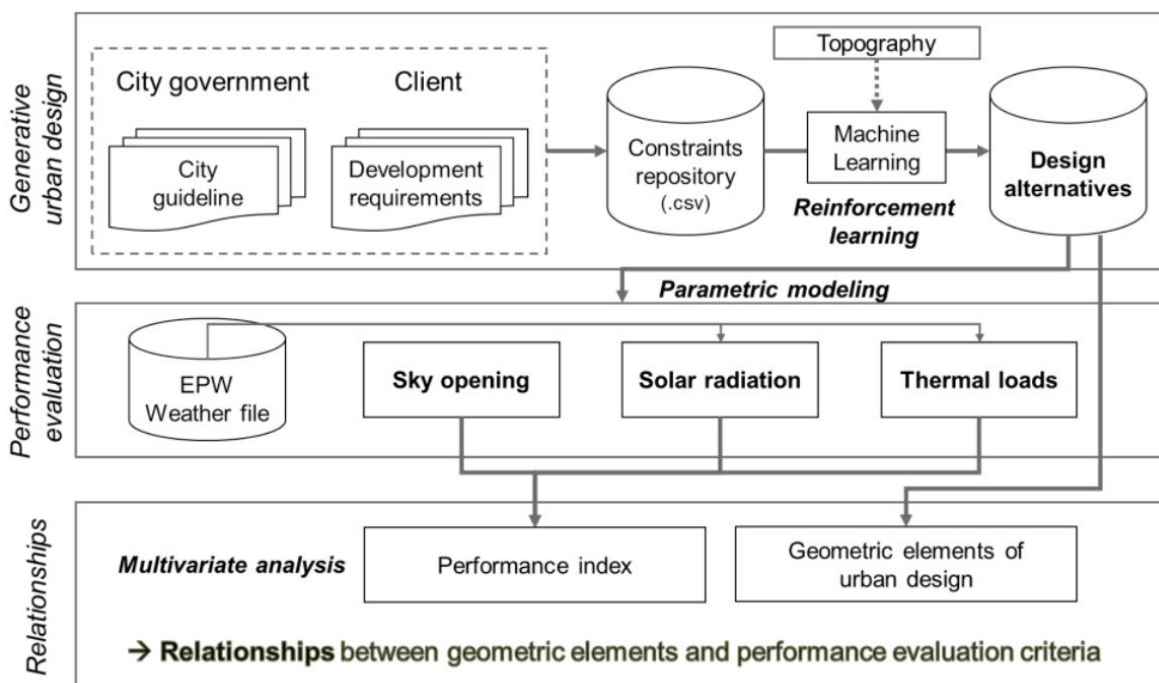 Generative
urban design
City government
Client
City
guideline
Development
requirements
Constraints
repository
(.csv)
Topography
Machine
Learning
Reinforcement
learning
Design
alternatives
Parametric modeling
Performance
evaluation
EPW
Weather file
Sky opening
Solar radiation
Thermal loads
Relationships
Multivariate analysis
Performance index
Geometric elements of
urban design
→ Relationships between geometric elements and performance evaluation criteria